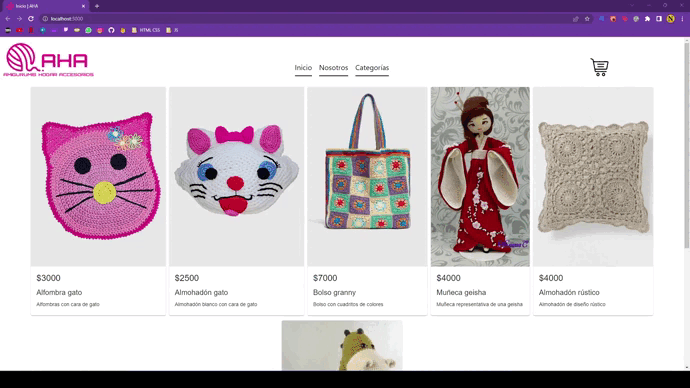 Inicio | AHA
localhost:3000
HTML CSS
JS
AHA
AMIGURUMIS HOGAR ACCESORIOS
Inicio Nosotros Categorías
$3000
Alfombra gato
Alfombras con cara de gato
$2500
Almohadón gato
Almohadón blanco con cara de gato
$7000
Bolso granny
Bolso con cuadritos de colores
$4000
Muñeca geisha
Muñeca representativa de una geisha
$4000
Almohadón rústico
Almohadón de diseño rústico